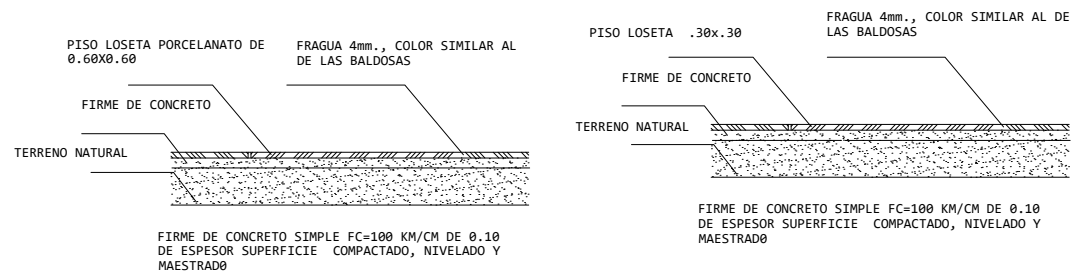 PISO LOSETA PORCELANATO DE
0.60X0.60
FRAGUA 4mm., COLOR SIMILAR AL
DE LAS BALDOSAS
FIRME DE CONCRETO
TERRENO NATURAL
FIRME DE CONCRETO SIMPLE FC=100 KM/CM DE 0.10
DE ESPESOR SUPERFICIE COMPACTADO, NIVELADO Y
MAESTRAD0
PISO LOSETA .30x.30
FRAGUA 4mm., COLOR SIMILAR AL DE
LAS BALDOSAS
FIRME DE CONCRETO
TERRENO NATURAL
FIRME DE CONCRETO SIMPLE FC=100 KM/CM DE 0.10
DE ESPESOR SUPERFICIE COMPACTADO, NIVELADO Y
MAESTRAD0